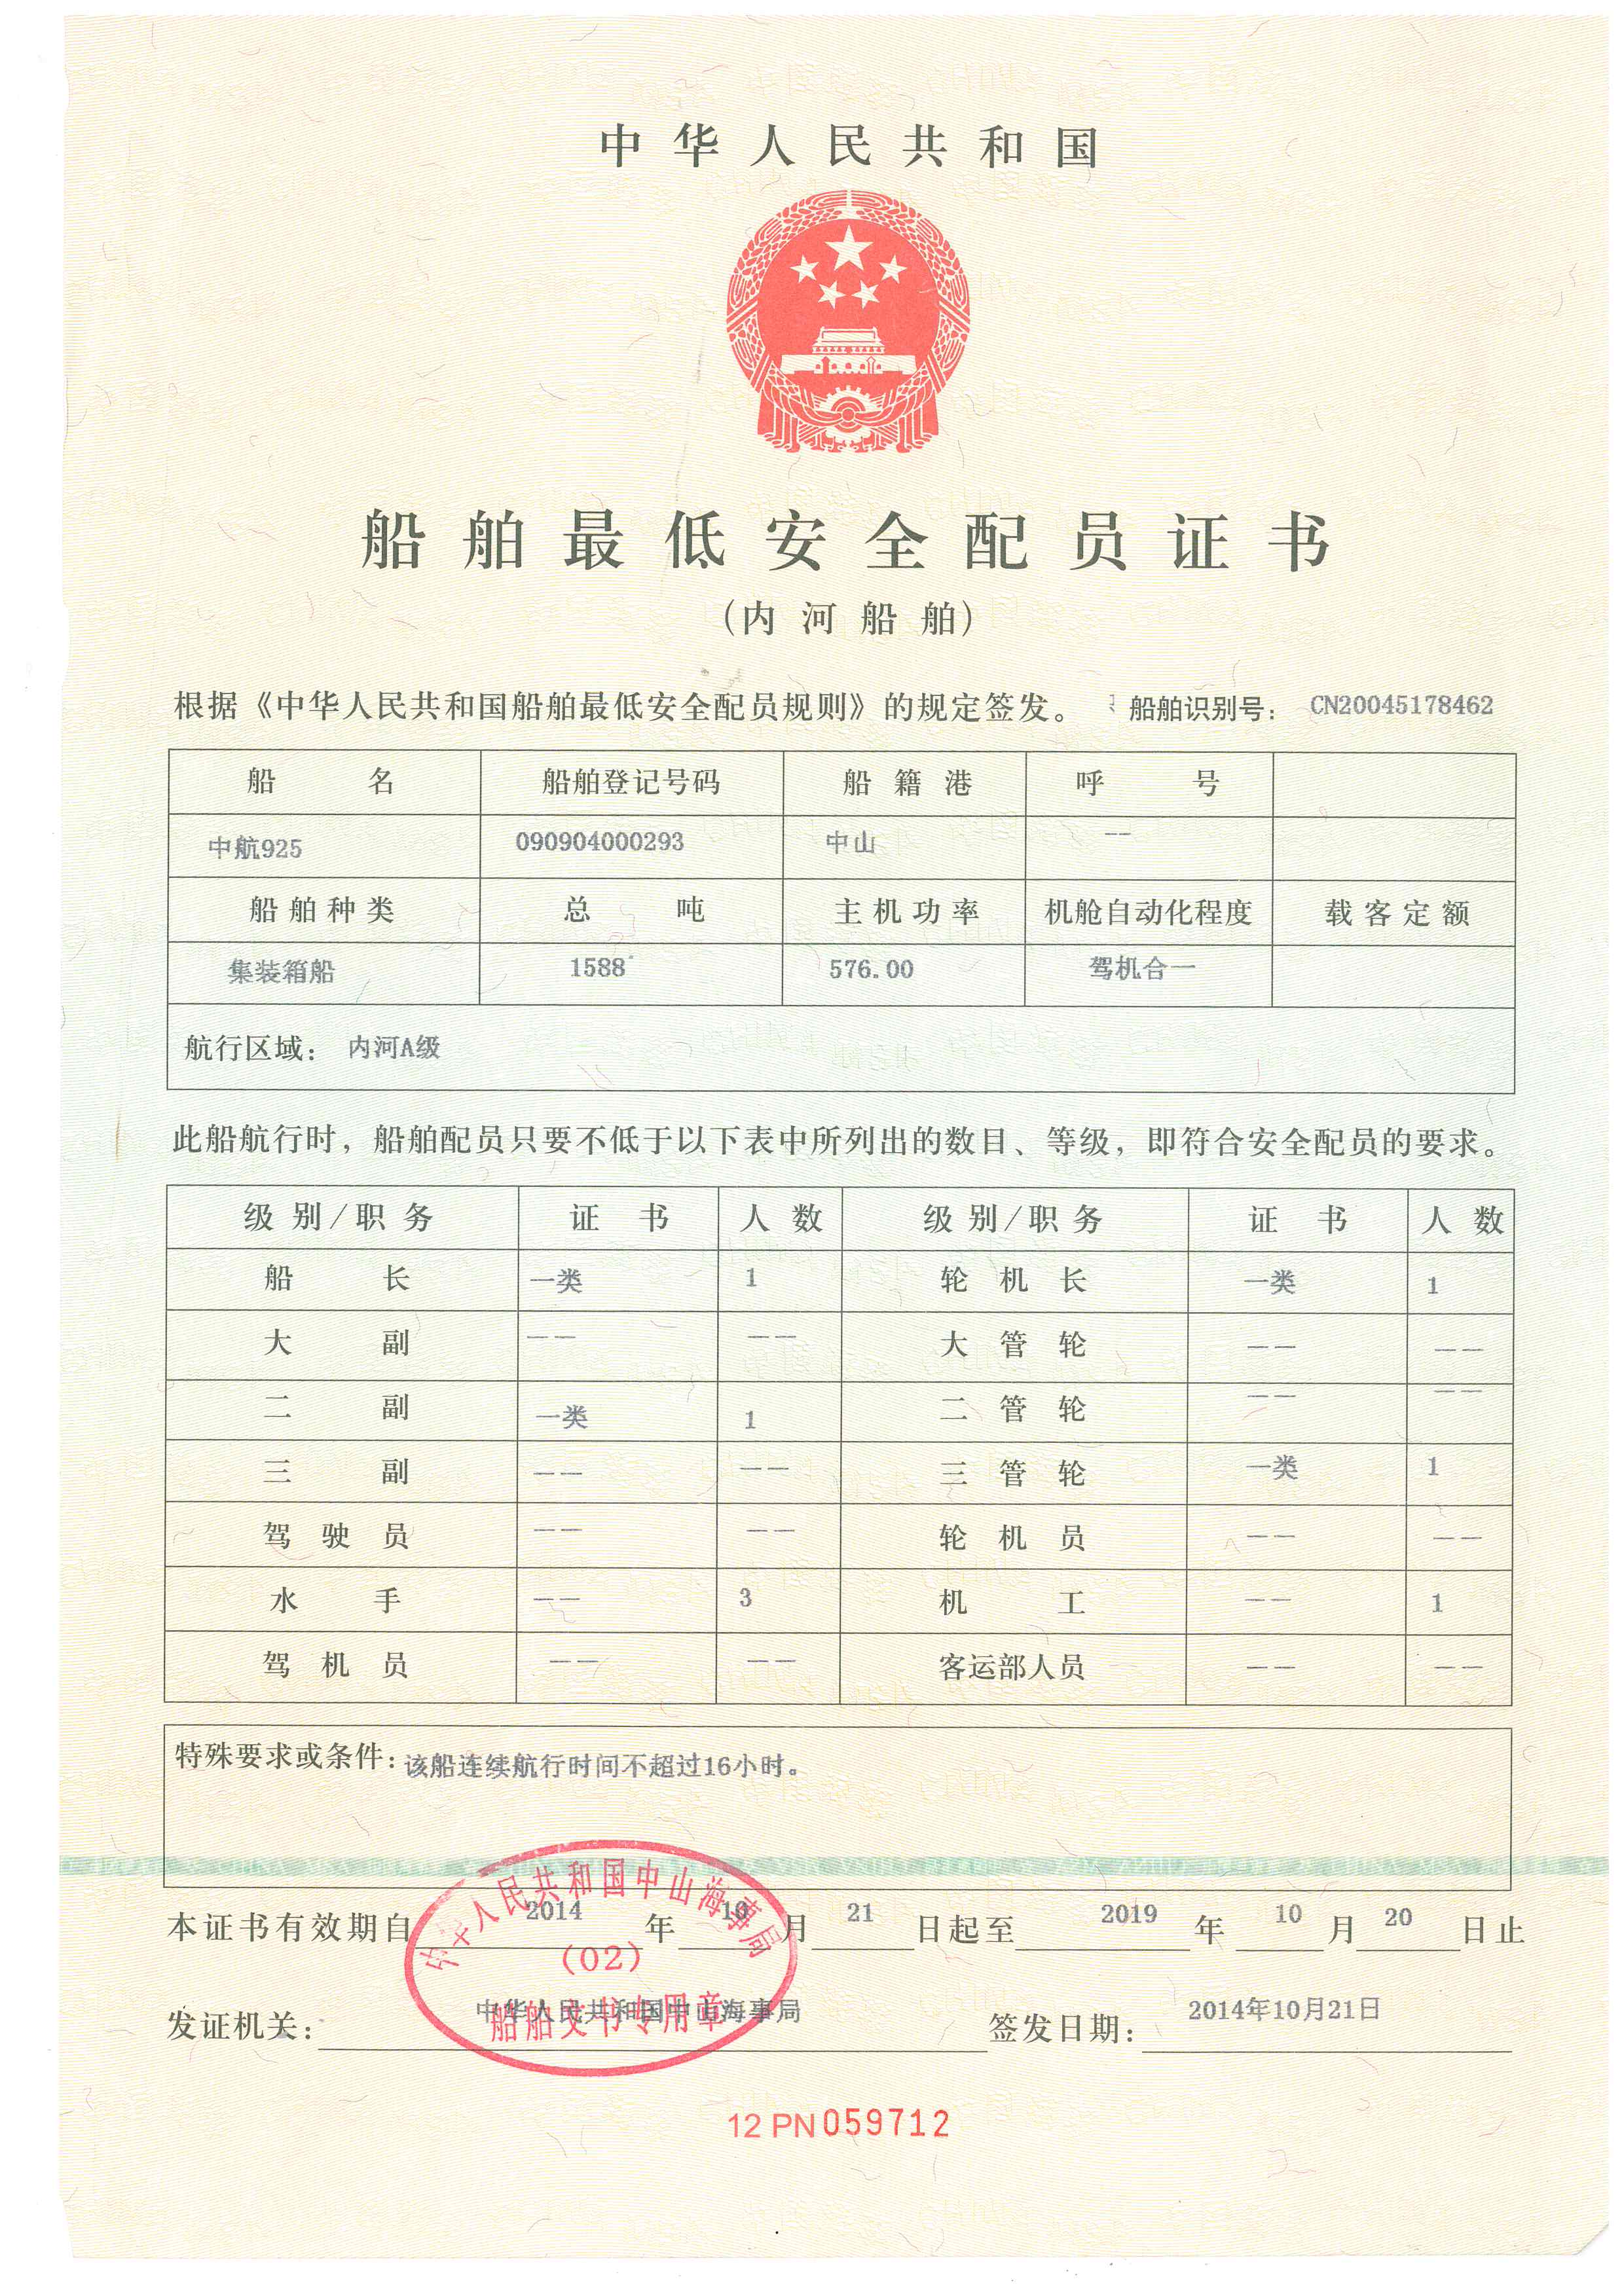 中华人民共和国
船舶最低安全配员证书
(内河船舶)
根据《中华人民共和国船舶最低安全配员规则》的规定签发。 船舶识别号： CN20045178462
船名 船舶登记号码 船籍港 呼号
中航925 090904000293 中山 --
船舶种类 总吨 主机功率 机舱自动化程度 载客定额
集装箱船 1588 576.00 驾机合一
航行区域： 内河A级
此船航行时，船舶配员只要不低于以下表中所列出的数目、等级，即符合安全配员的要求。
级别/职务 证书 人数 级别/职务 证书 人数
船长 一类 1 轮机长 一类 1
大副 -- -- 大管轮 -- --
二副 一类 1 二管轮 -- --
三副 -- -- 三管轮 一类 1
驾驶员 -- -- 轮机员 -- --
水手 -- 3 机工 -- 1
驾机员 -- -- 客运部人员 -- --
特殊要求或条件：该船连续航行时间不超过16小时。
本证书有效期自 2014 年 10 月 21 日起至 2019 年 10 月 20 日止
中华人民共和国中山海事局
(02)
船舶文书专用章
发证机关： 中华人民共和国中山海事局 签发日期： 2014年10月21日
12 PN 059712